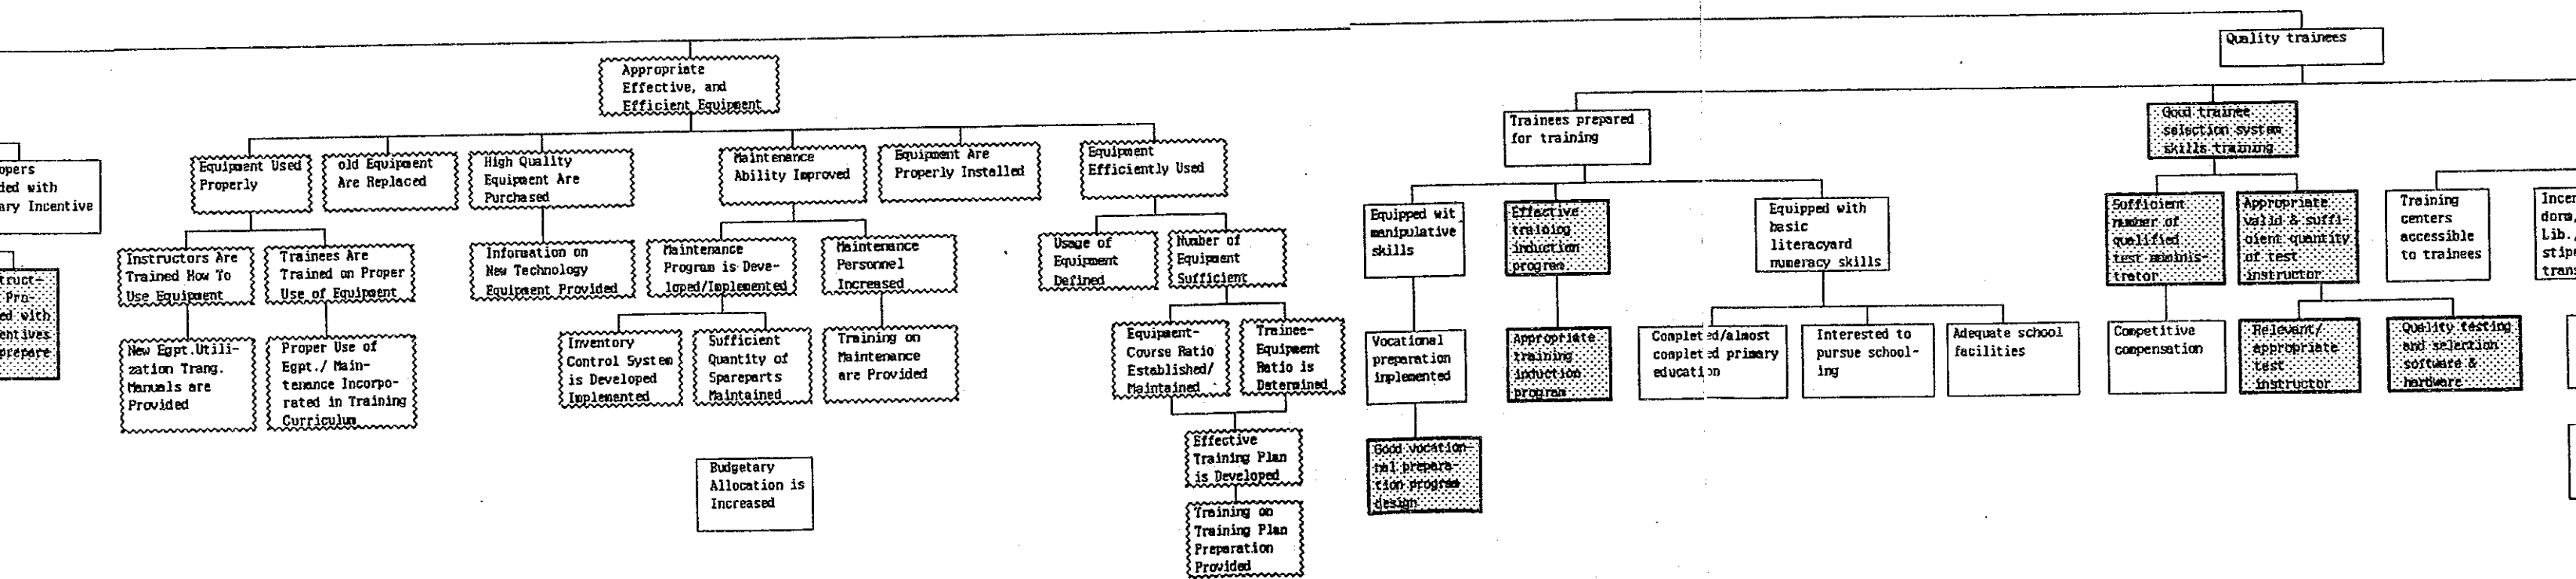 Quality trainees
Appropriate
Effective, and
Efficient Equipment
Trainees prepared
for training
Good trainee
selection system
skills training
opers
ded with
ary Incentive
Equipment Used
Properly
old Equipment
Are Replaced
High Quality
Equipment Are
Purchased
Maintenance
Ability Improved
Equipment Are
Properly Installed
Equipment
Efficiently Used
Equipped wit
manipulative
skills
Effective
training
induction
program
Equipped with
basic
literacyard
numeracy skills
Sufficient
number of
qualified
test adminis-
trator
Appropriate
valid & suffi-
cient quantity
of test
instructor
Training
centers
accessible
to trainees
Incen
dorm,
Lib.,
stipe
trans
truct-
Pro-
ed with
entives
prepare
Instructors Are
Trained How To
Use Equipment
Trainees Are
Trained on Proper
Use of Equipment
Information on
New Technology
Equipment Provided
Maintenance
Program is Deve-
loped/Implemented
Maintenance
Personnel
Increased
Usage of
Equipment
Defined
Number of
Equipment
Sufficient
New Egpt.Utili-
zation Trang.
Manuals are
Provided
Proper Use of
Egpt./ Main-
tenance Incorpo-
rated in Training
Curriculum
Inventory
Control System
is Developed
Implemented
Sufficient
Quantity of
Spareparts
Maintained
Training on
Maintenance
are Provided
Equipment-
Course Ratio
Established/
Maintained
Trainee-
Equipment
Ratio is
Determined
Vocational
preparation
implemented
Appropriate
training
induction
program
Completed/almost
completed primary
education
Interested to
pursue school-
ing
Adequate school
facilities
Competitive
compensation
Relevant/
appropriate
test
instructor
Quality testing
and selection
software &
hardware
Effective
Training Plan
is Developed
Good vocation-
nal prepara-
tion program
design
Budgetary
Allocation is
Increased
Training on
Training Plan
Preparation
Provided